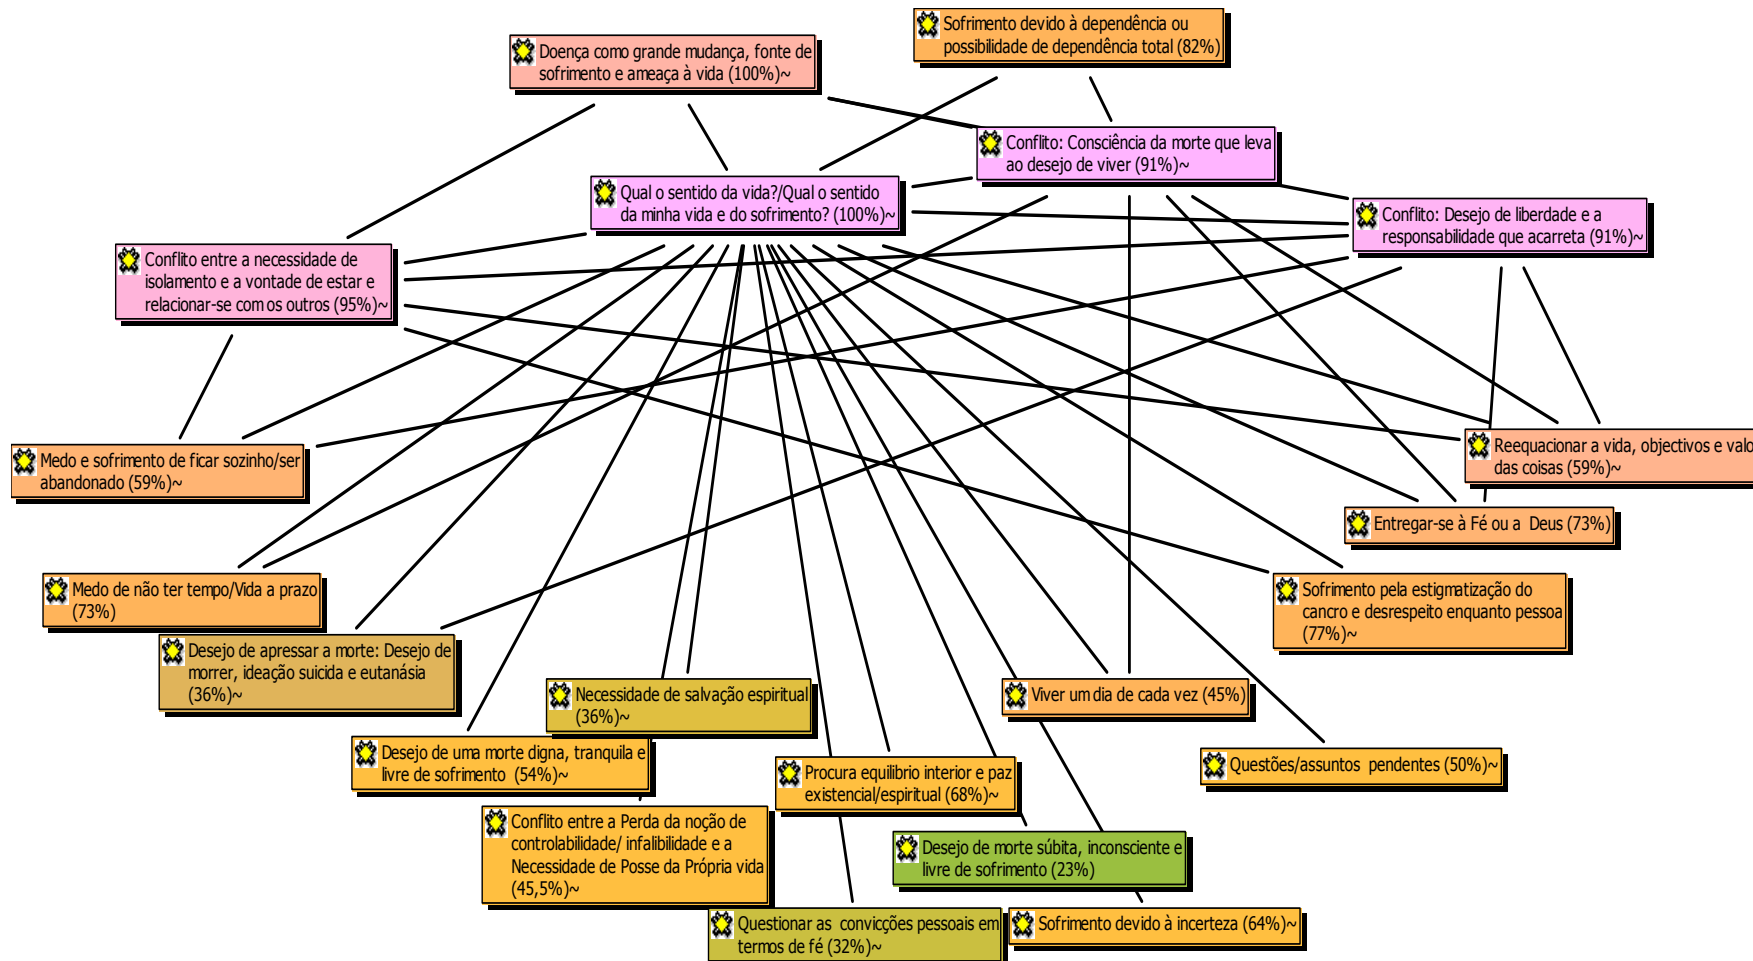 Sofrimento devido à dependência ou
possibilidade de dependência total (82%)
Doença como grande mudança, fonte de
sofrimento e ameaça à vida (100%)~
Conflito: Consciência da morte que leva
ao desejo de viver (91%)~
Qual o sentido da vida?/Qual o sentido
da minha vida e do sofrimento? (100%)~
Conflito: Desejo de liberdade e a
responsabilidade que acarreta (91%)~
Conflito entre a necessidade de
isolamento e a vontade de estar e
relacionar-se com os outros (95%)~
Medo e sofrimento de ficar sozinho/ser
abandonado (59%)~
Reequacionar a vida, objectivos e valo
das coisas (59%)~
Entregar-se à Fé ou a Deus (73%)
Medo de não ter tempo/Vida a prazo
(73%)
Sofrimento pela estigmatização do
cancro e desrespeito enquanto pessoa
(77%)~
Desejo de apressar a morte: Desejo de
morrer, ideação suicida e eutanásia
(36%)~
Necessidade de salvação espiritual
(36%)~
Viver um dia de cada vez (45%)
Desejo de uma morte digna, tranquila e
livre de sofrimento (54%)~
Procura equilibrio interior e paz
existencial/espiritual (68%)~
Questões/assuntos pendentes (50%)~
Conflito entre a Perda da noção de
controlabilidade/ infalibilidade e a
Necessidade de Posse da Própria vida
(45,5%)~
Desejo de morte súbita, inconsciente e
livre de sofrimento (23%)
Questionar as convicções pessoais em
termos de fé (32%)~
Sofrimento devido à incerteza (64%)~